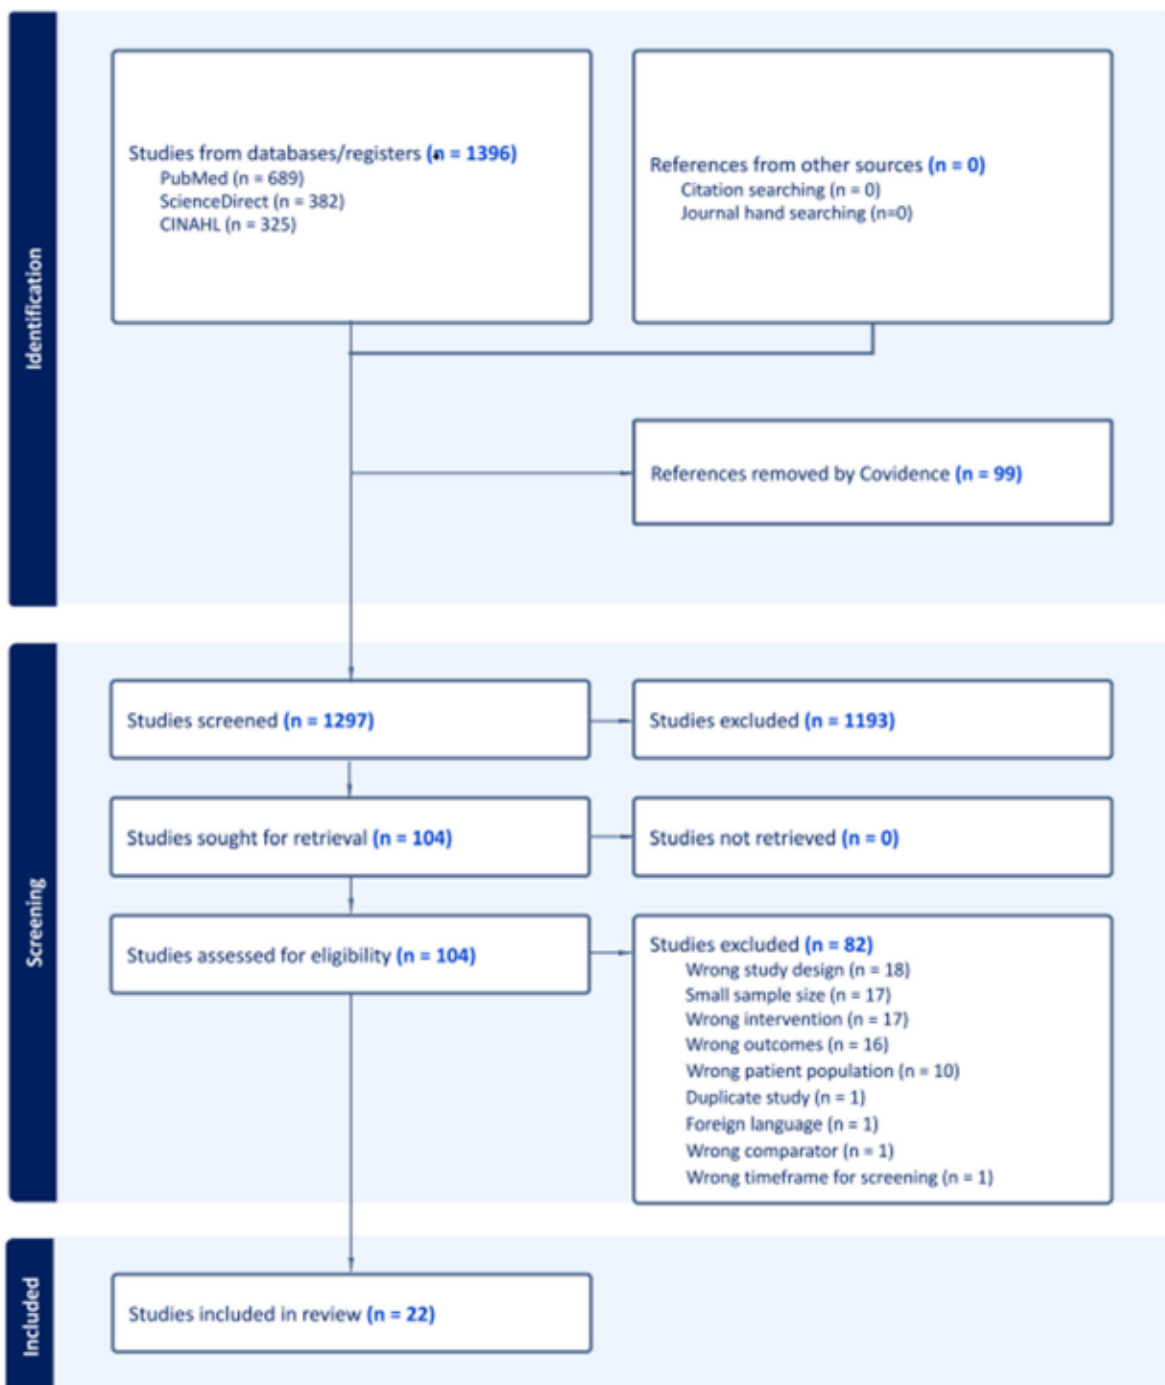 Identification
Studies from databases/registers (n = 1396)
PubMed (n = 689)
ScienceDirect (n = 382)
CINAHL (n = 325)
References from other sources (n = 0)
Citation searching (n = 0)
Journal hand searching (n=0)
References removed by Covidence (n = 99)
Screening
Studies screened (n = 1297)
Studies excluded (n = 1193)
Studies sought for retrieval (n = 104)
Studies not retrieved (n = 0)
Studies assessed for eligibility (n = 104)
Studies excluded (n = 82)
Wrong study design (n = 18)
Small sample size (n = 17)
Wrong intervention (n = 17)
Wrong outcomes (n = 16)
Wrong patient population (n = 10)
Duplicate study (n = 1)
Foreign language (n = 1)
Wrong comparator (n = 1)
Wrong timeframe for screening (n = 1)
Included
Studies included in review (n = 22)